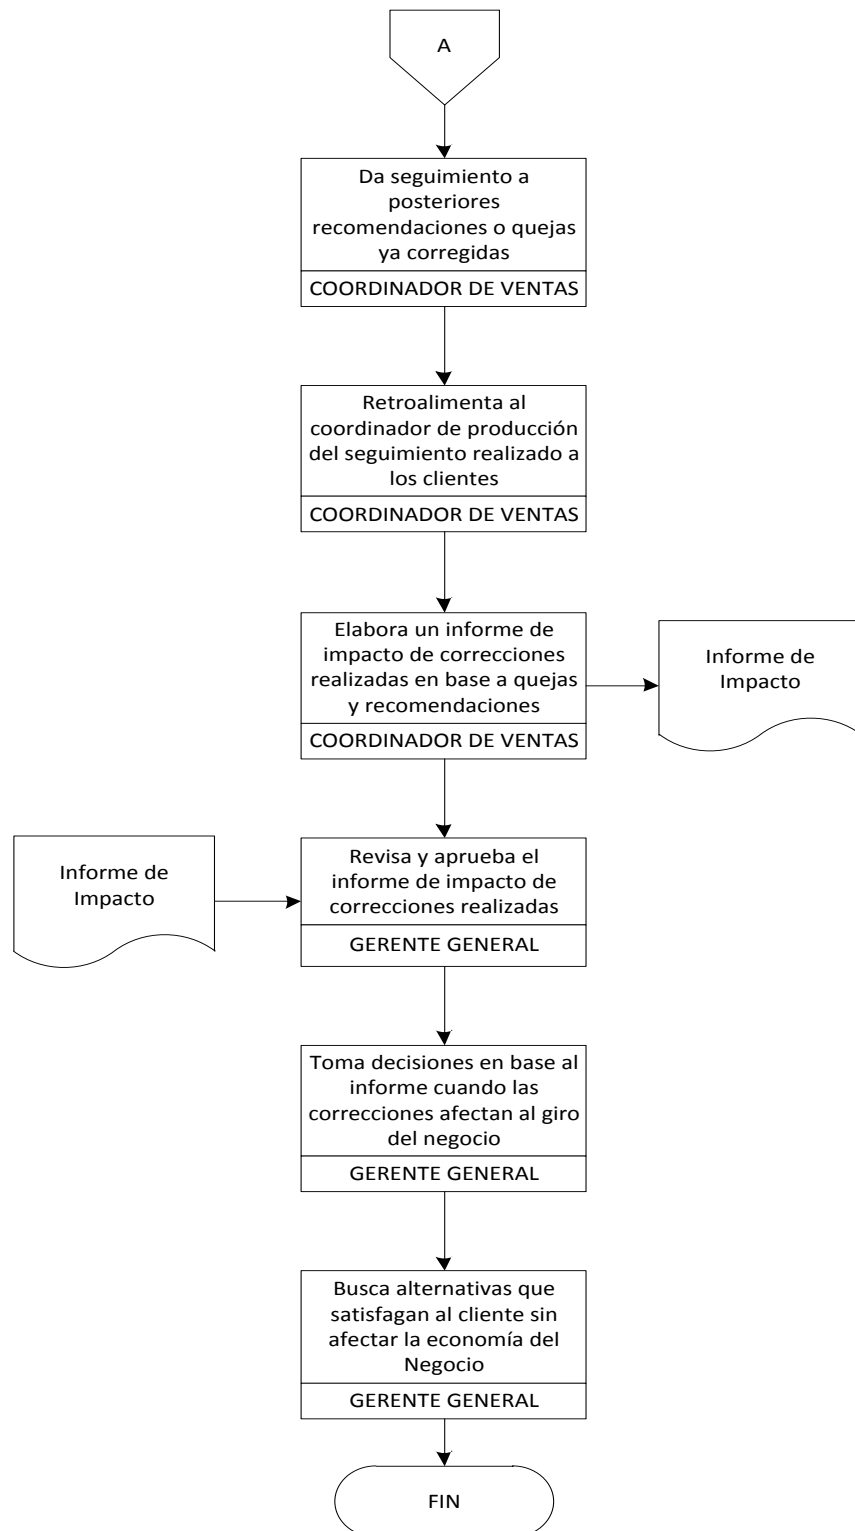 A
Da seguimiento a
posteriores
recomendaciones o quejas
ya corregidas
COORDINADOR DE VENTAS
Retroalimenta al
coordinador de producción
del seguimiento realizado a
los clientes
COORDINADOR DE VENTAS
Elabora un informe de
impacto de correcciones
realizadas en base a quejas
y recomendaciones
COORDINADOR DE VENTAS
Informe de
Impacto
Informe de
Impacto
Revisa y aprueba el
informe de impacto de
correcciones realizadas
GERENTE GENERAL
Toma decisiones en base al
informe cuando las
correcciones afectan al giro
del negocio
GERENTE GENERAL
Busca alternativas que
satisfagan al cliente sin
afectar la economía del
Negocio
GERENTE GENERAL
FIN